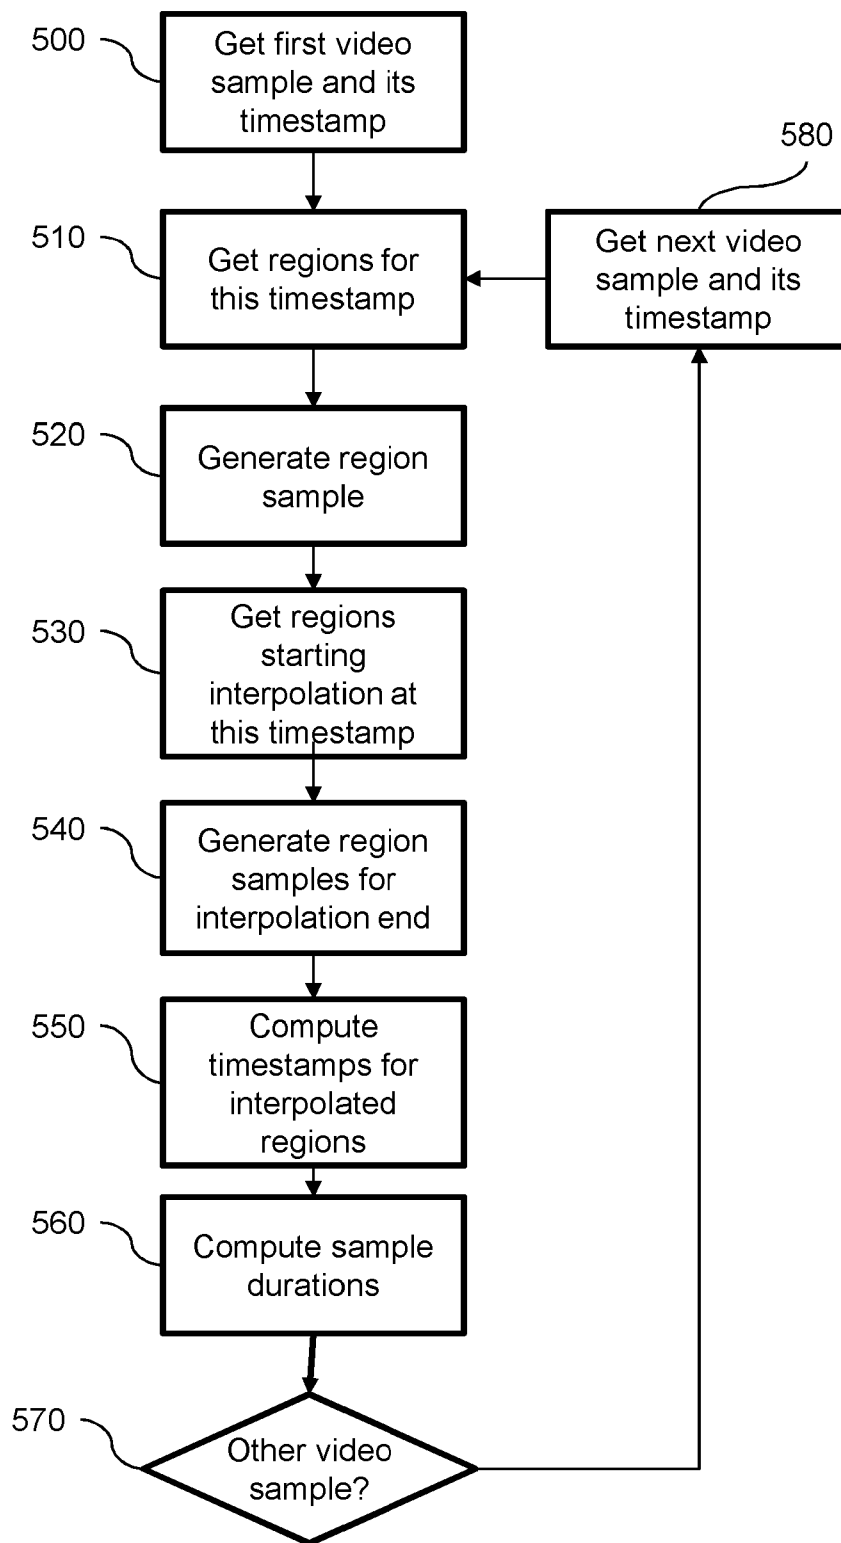 500
Get first video
sample and its
timestamp
580
510
Get regions for
this timestamp
Get next video
sample and its
timestamp
520
Generate region
sample
530
Get regions
starting
interpolation at
this timestamp
540
Generate region
samples for
interpolation end
550
Compute
timestamps for
interpolated
regions
560
Compute sample
durations
570
Other video
sample?